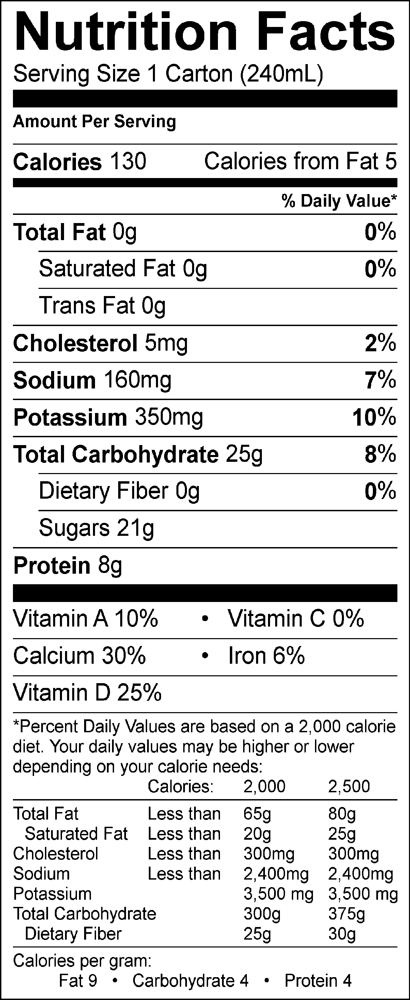 Nutrition Facts
Serving Size 1 Carton (240mL)
Amount Per Serving
Calories 130 Calories from Fat 5
% Daily Value*
Total Fat 0g 0%
Saturated Fat 0g 0%
Trans Fat 0g
Cholesterol 5mg 2%
Sodium 160mg 7%
Potassium 350mg 10%
Total Carbohydrate 25g 8%
Dietary Fiber 0g 0%
Sugars 21g
Protein 8g
Vitamin A 10% • Vitamin C 0%
Calcium 30% • Iron 6%
Vitamin D 25%
*Percent Daily Values are based on a 2,000 calorie
diet. Your daily values may be higher or lower
depending on your calorie needs:
Calories: 2,000 2,500
Total Fat Less than 65g 80g
Saturated Fat Less than 20g 25g
Cholesterol Less than 300mg 300mg
Sodium Less than 2,400mg 2,400mg
Potassium 3,500 mg 3,500 mg
Total Carbohydrate 300g 375g
Dietary Fiber 25g 30g
Calories per gram:
Fat 9 • Carbohydrate 4 • Protein 4